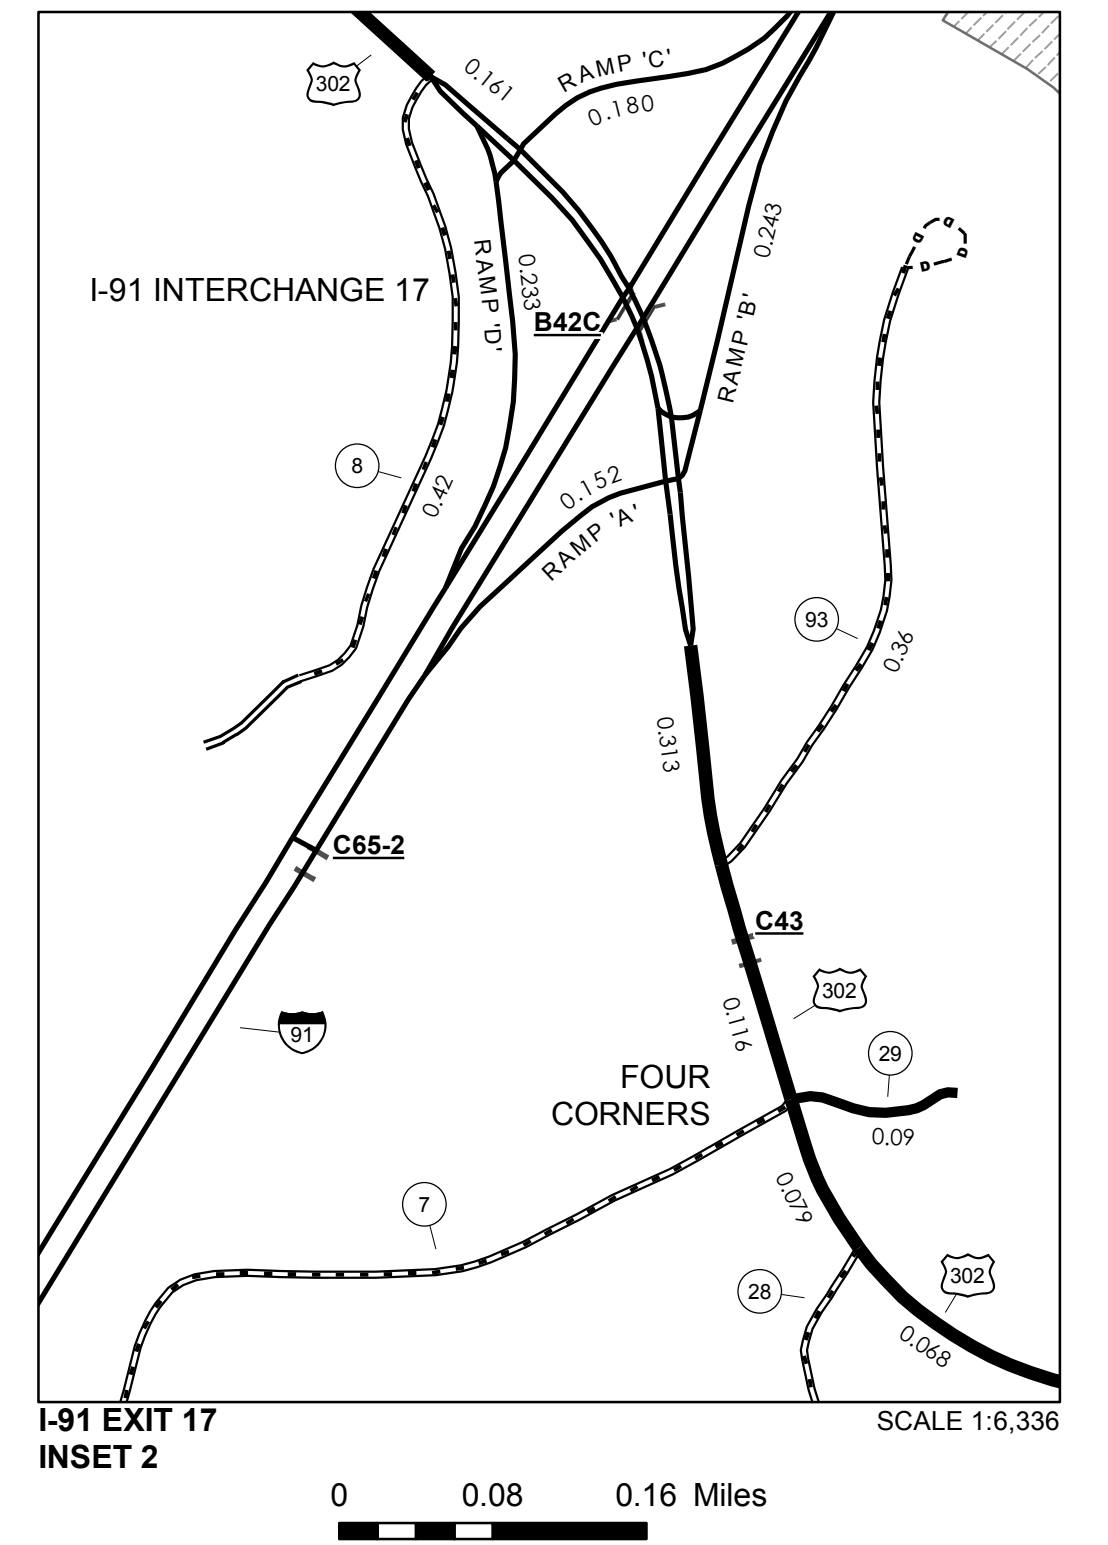 302
0.161
RAMP 'C'
0.180
0.243
D
D
D
D
RAMP 'D'
0.233
I-91 INTERCHANGE 17
B42C
RAMP 'B'
8
0.42
0.152
RAMP 'A'
93
0.36
0.313
C65-2
C43
302
0.116
91
29
FOUR
CORNERS
0.09
7
0.079
28
302
0.068
I-91 EXIT 17
INSET 2
SCALE 1:6,336
0 0.08 0.16 Miles